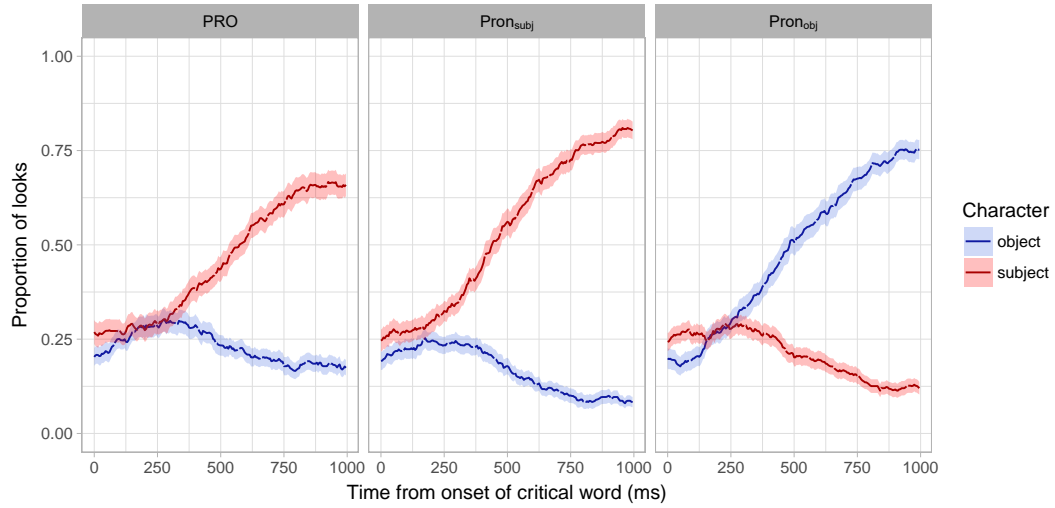 PRO
Pronsubj
Pronobj
Proportion of looks
1.00
0.75
0.50
0.25
0.00
0 250 500 750 1000
0 250 500 750 1000
0 250 500 750 1000
Time from onset of critical word (ms)
Character
object
subject